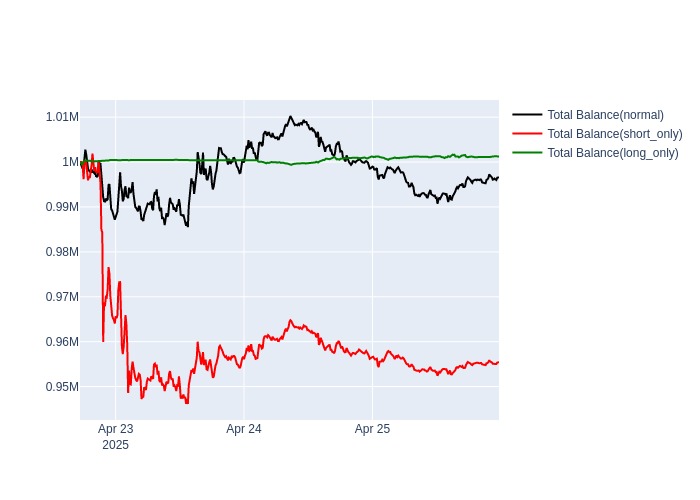 1.01M
1M
0.99M
0.98M
0.97M
0.96M
0.95M
Apr 23
2025
Apr 24
Apr 25
Total Balance(normal)
Total Balance(short_only)
Total Balance(long_only)